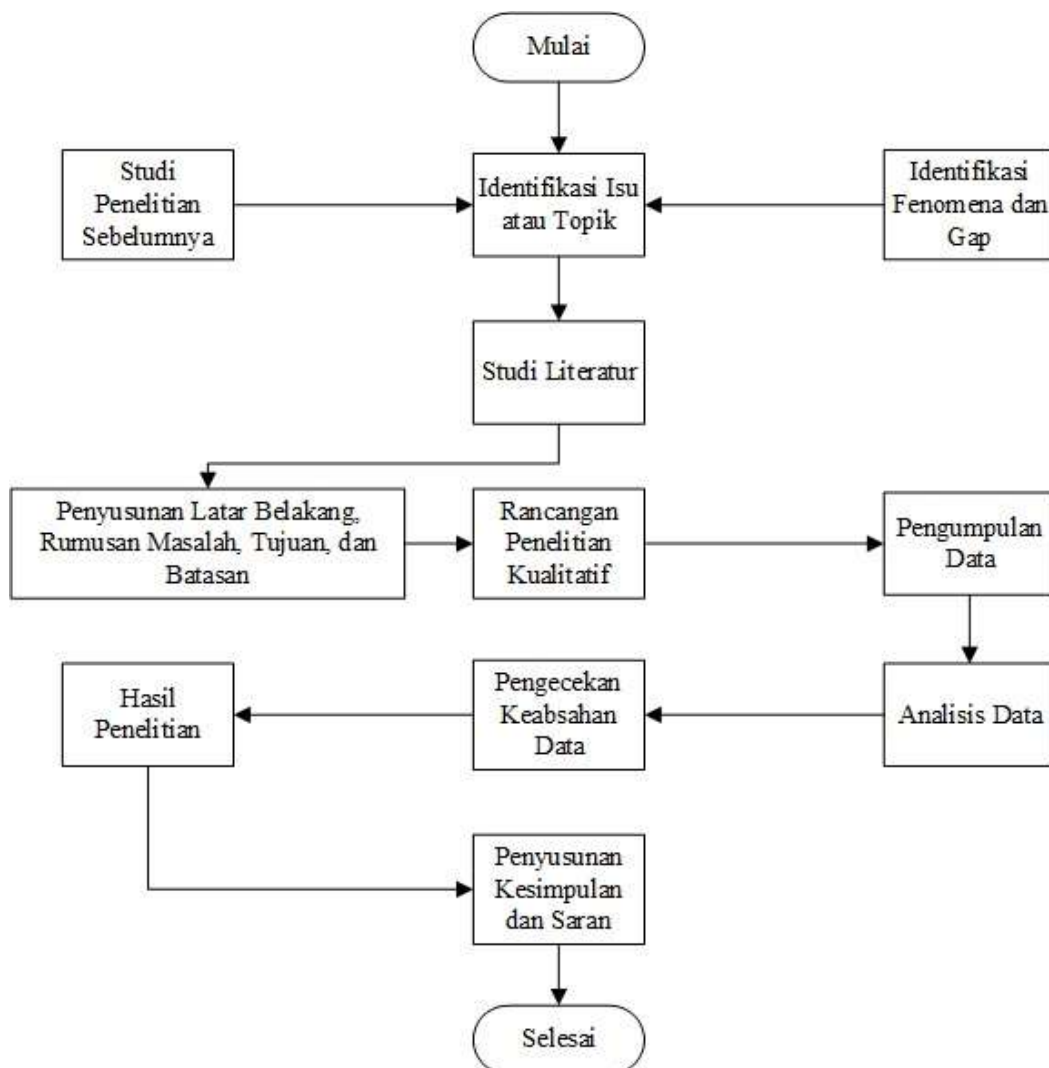 Mulai
Studi
Penelitian
Sebelumnya
Identifikasi Isu
atau Topik
Identifikasi
Fenomena dan
Gap
Studi Literatur
Penyusunan Latar Belakang,
Rumusan Masalah, Tujuan, dan
Batasan
Rancangan
Penelitian
Kualitatif
Pengumpulan
Data
Hasil
Penelitian
Pengecekan
Keabsahan
Data
Analisis Data
Penyusunan
Kesimpulan
dan Saran
Selesai